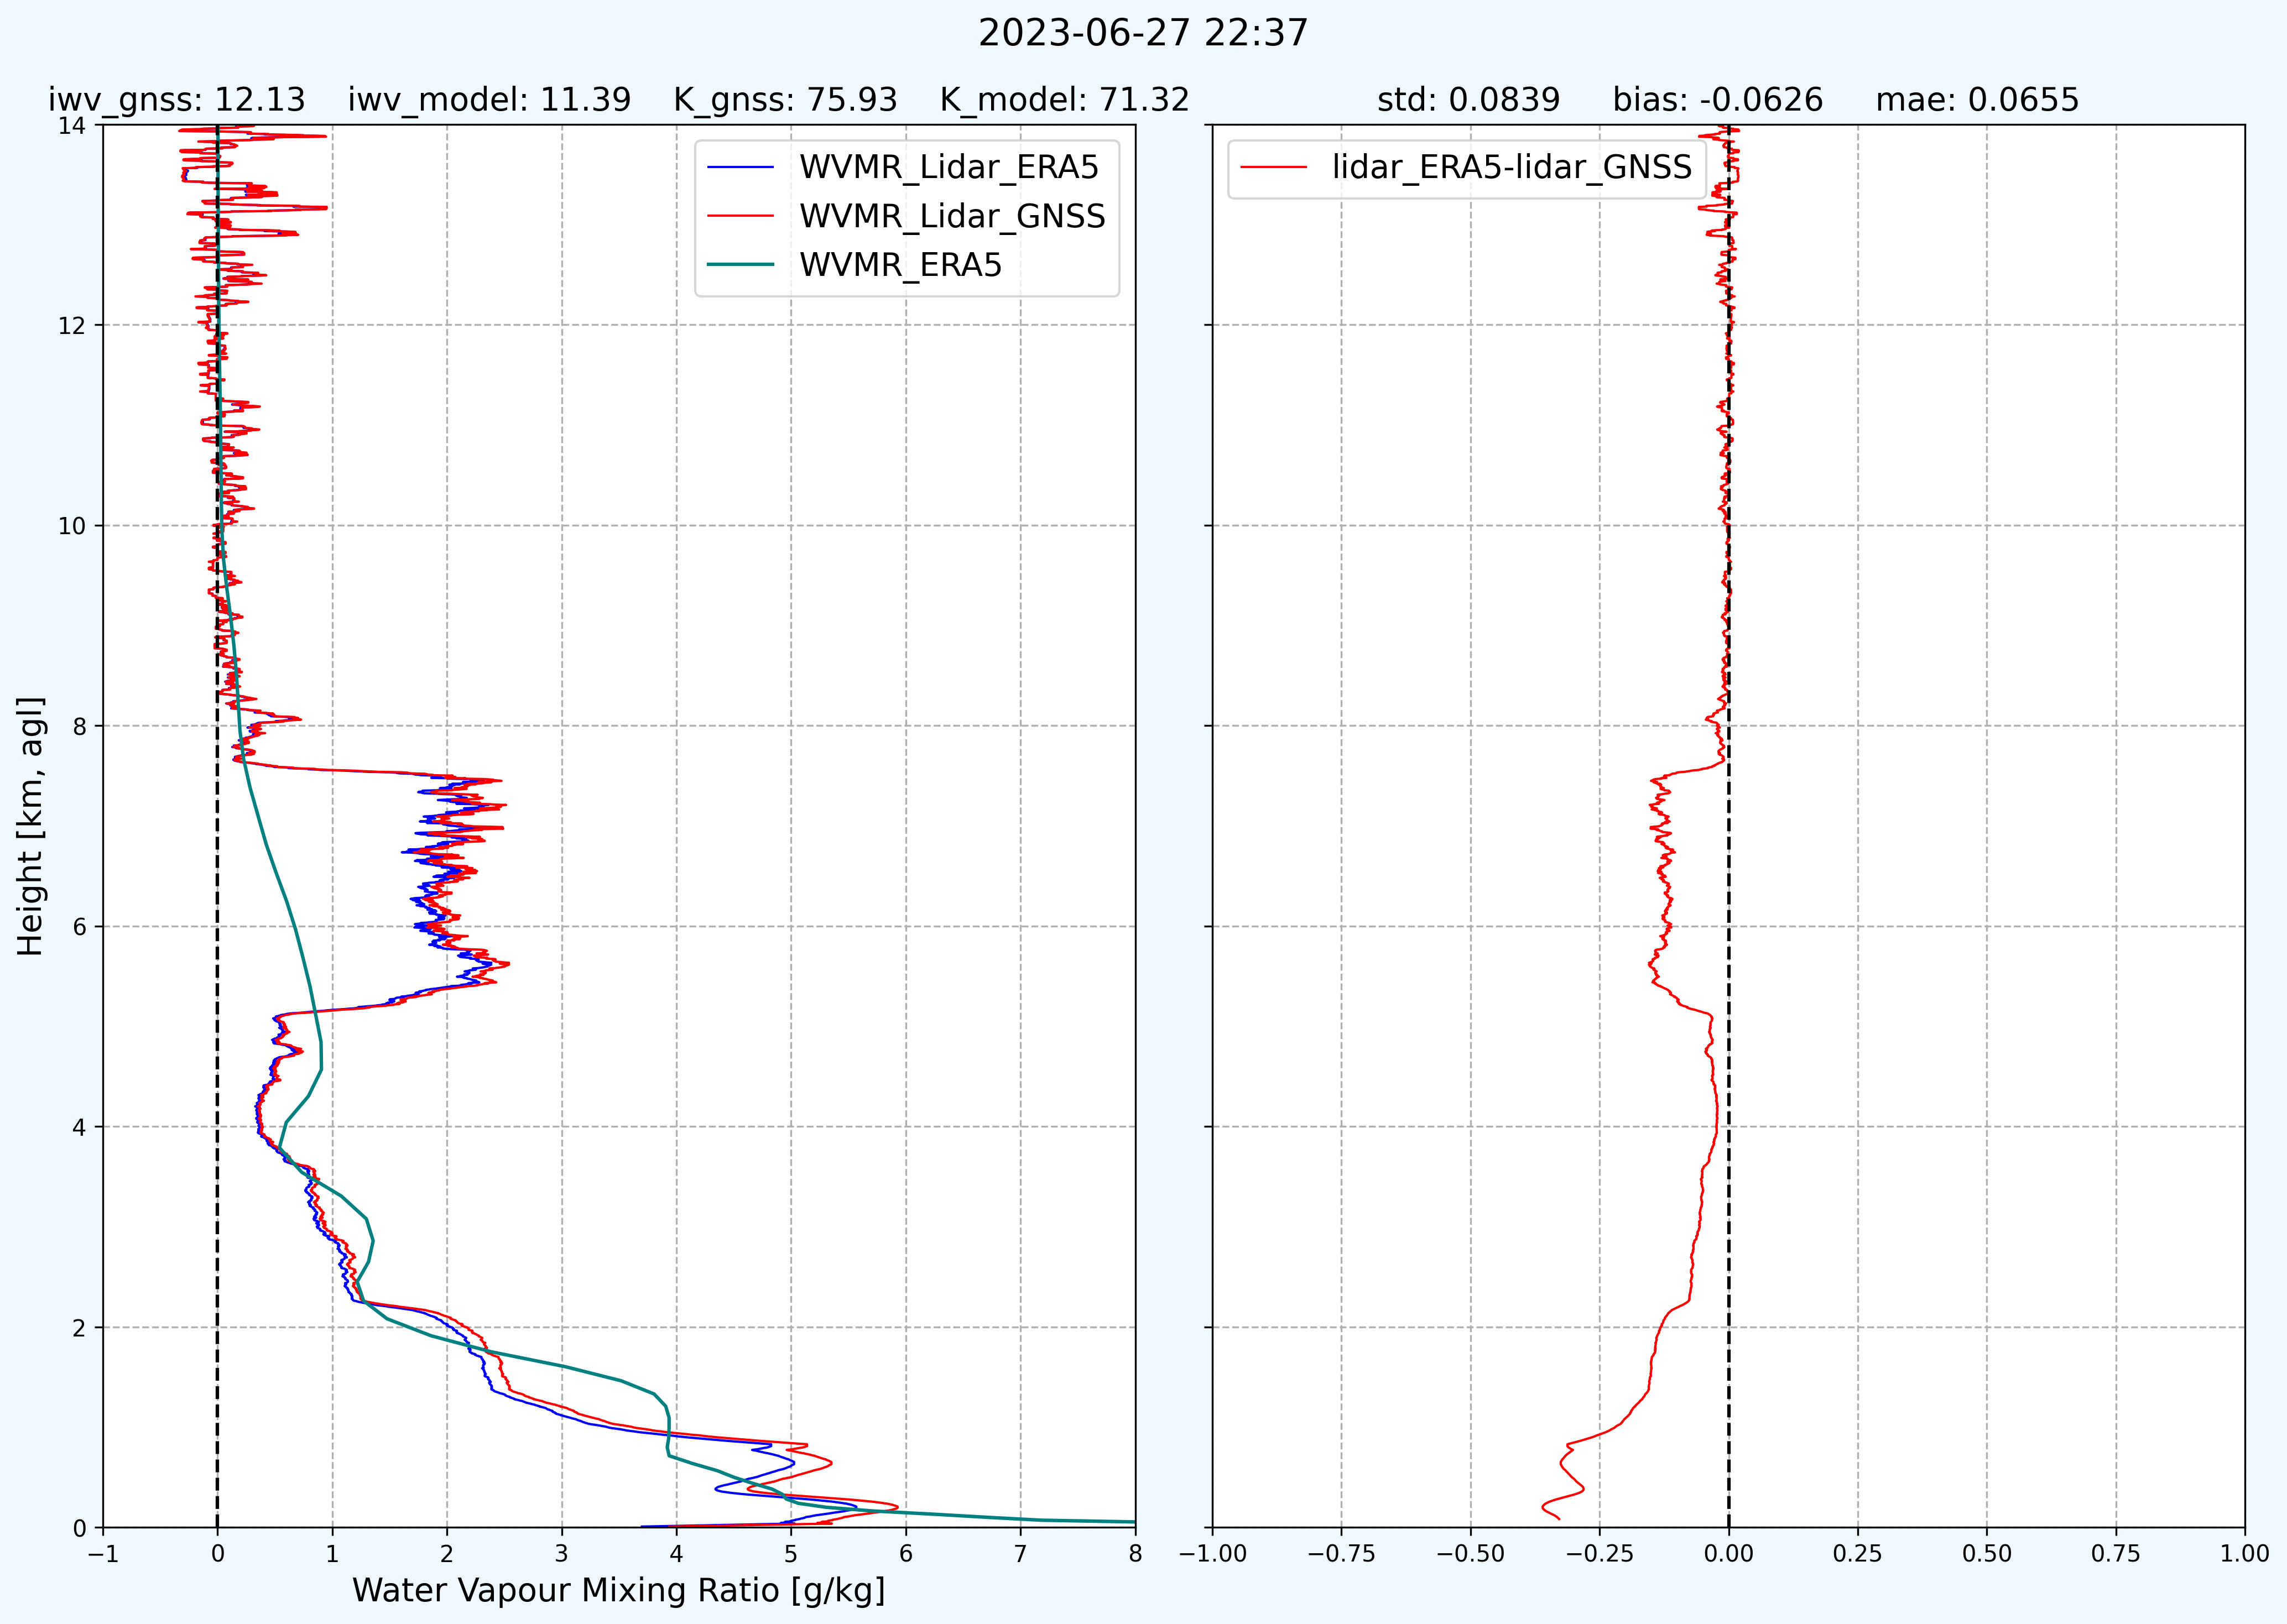 2023-06-27 22:37
iwv_gnss: 12.13 iwv_model: 11.39 K_gnss: 75.93 K_model: 71.32
std: 0.0839 bias: -0.0626 mae: 0.0655
WVMR_Lidar_ERA5
WVMR_Lidar_GNSS
WVMR_ERA5
lidar_ERA5-lidar_GNSS
Height [km, agl]
14
12
10
8
6
4
2
0
−1 0 1 2 3 4 5 6 7 8
Water Vapour Mixing Ratio [g/kg]
−1.00 −0.75 −0.50 −0.25 0.00 0.25 0.50 0.75 1.00